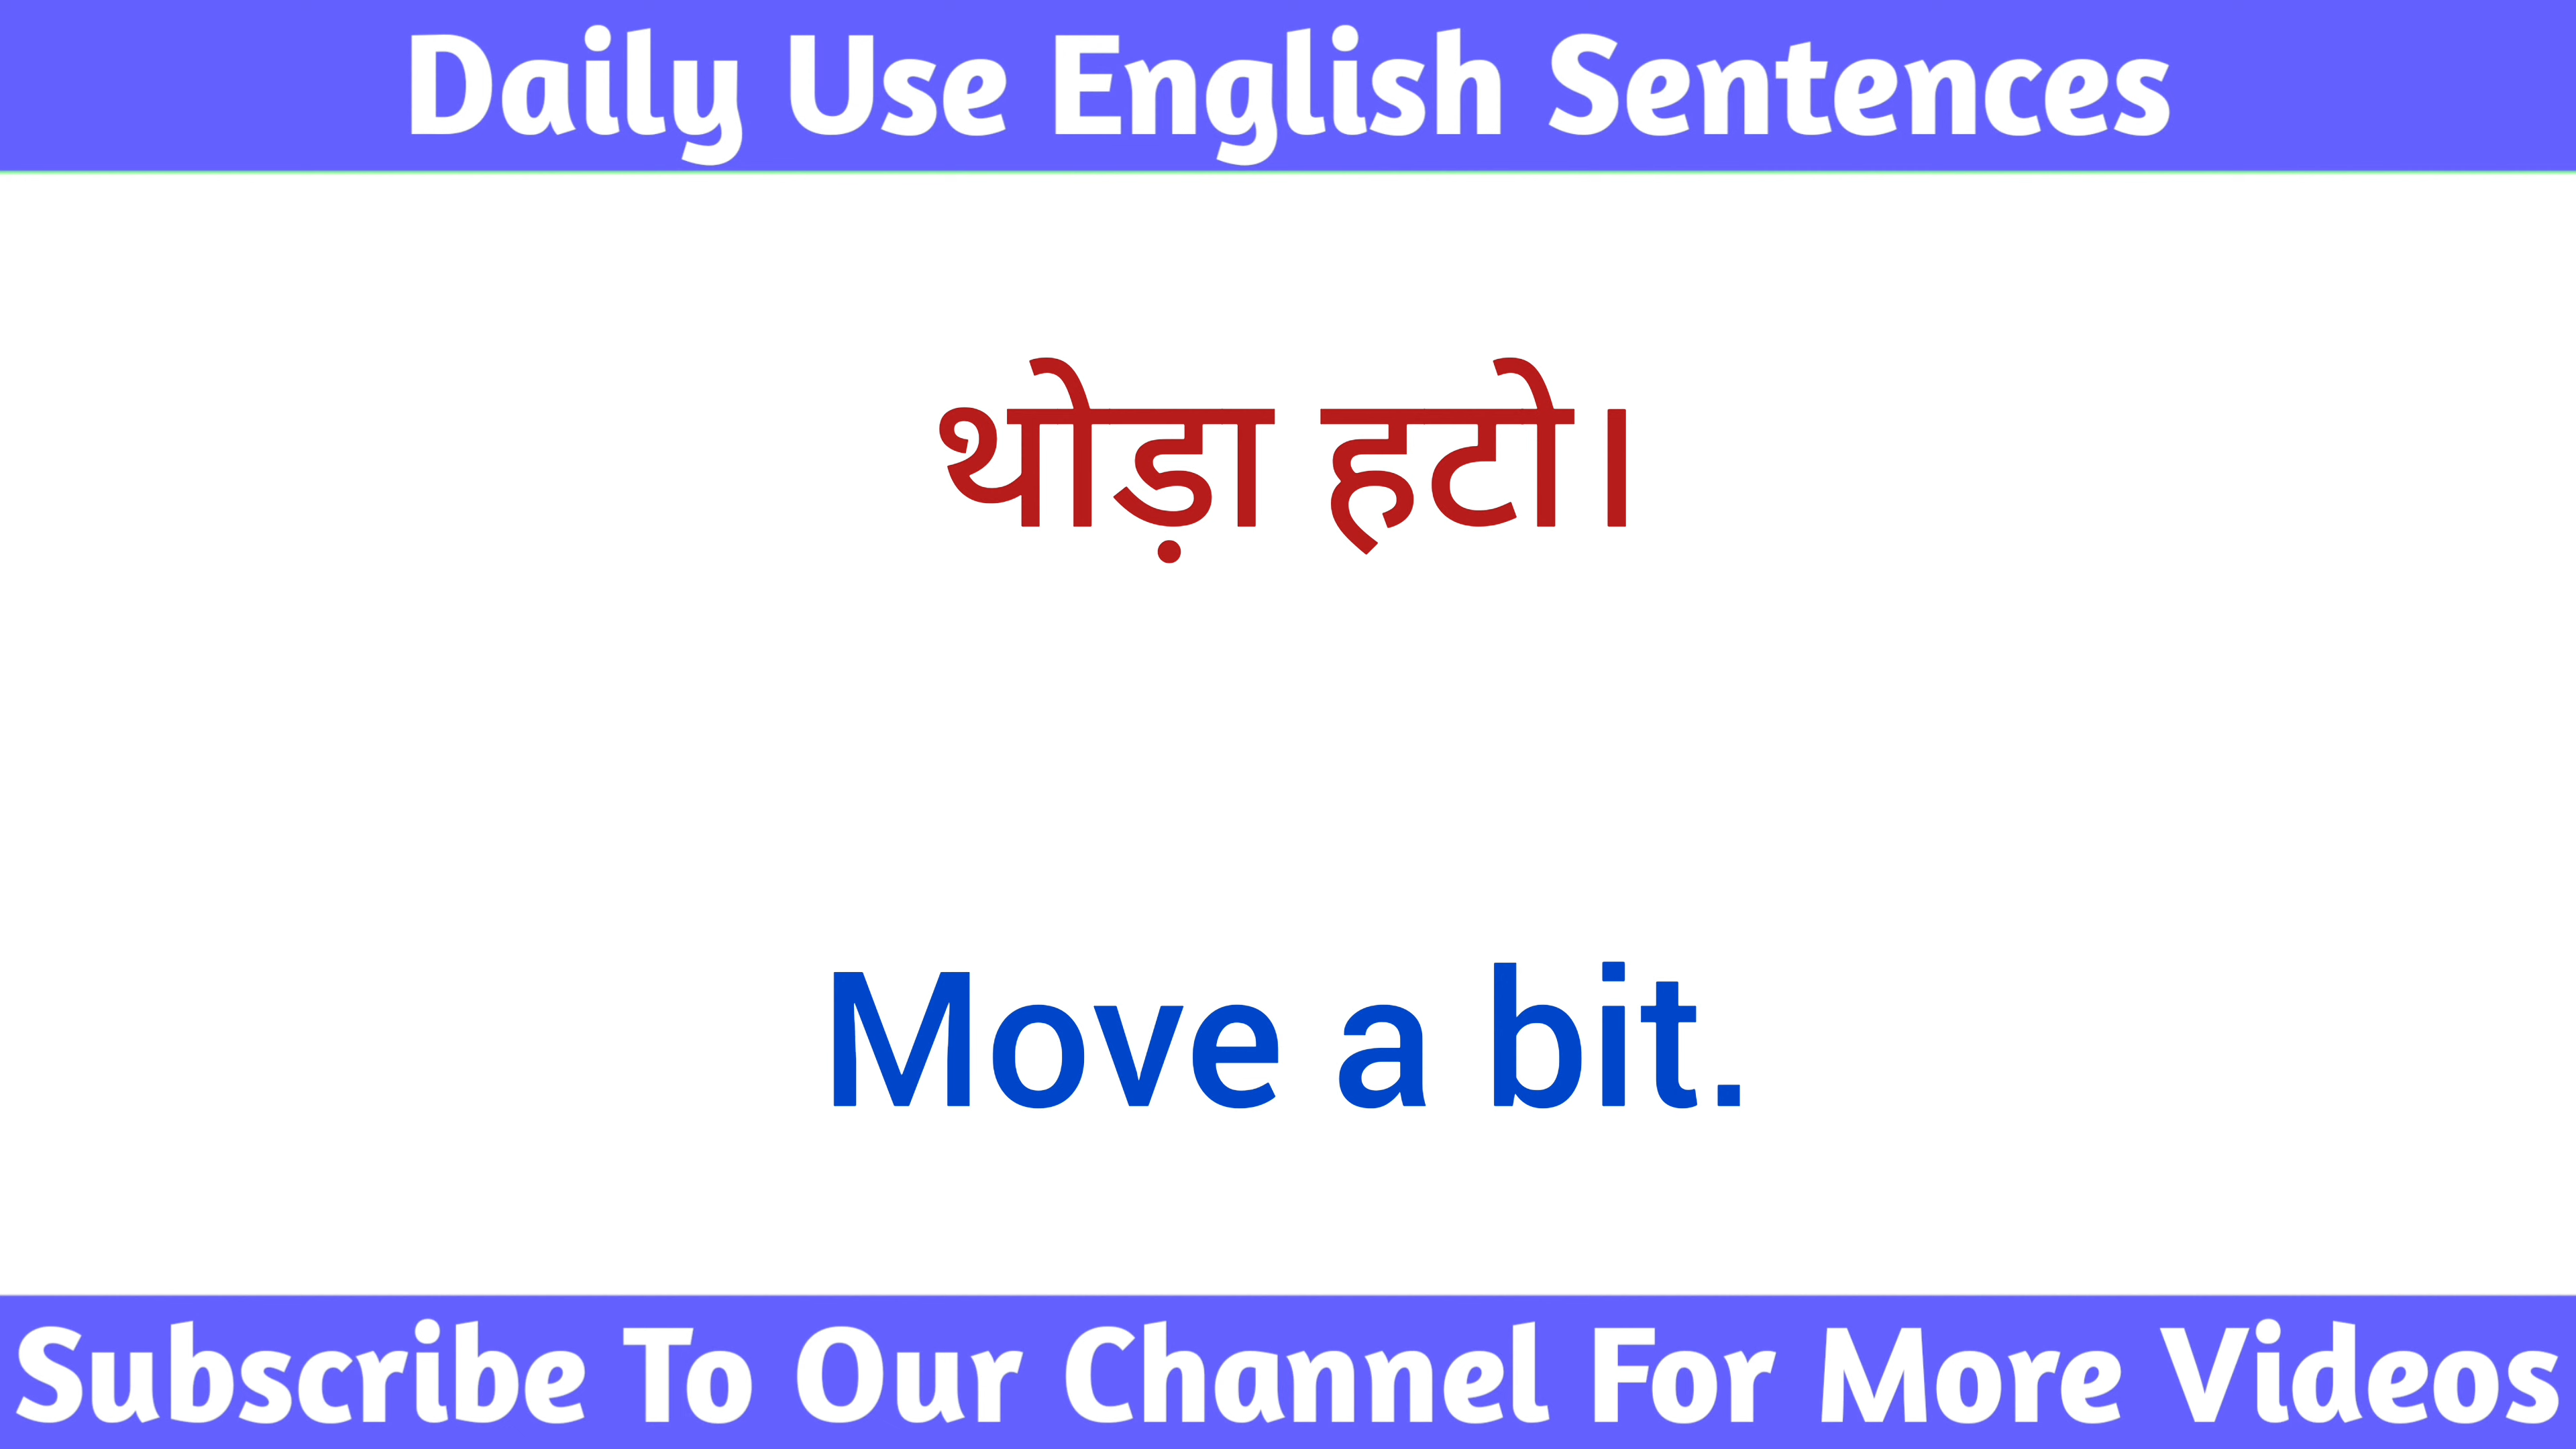 Daily Use English Sentences
थोड़ा हटो।
Move a bit.
Subscribe To Our Channel For More Videos